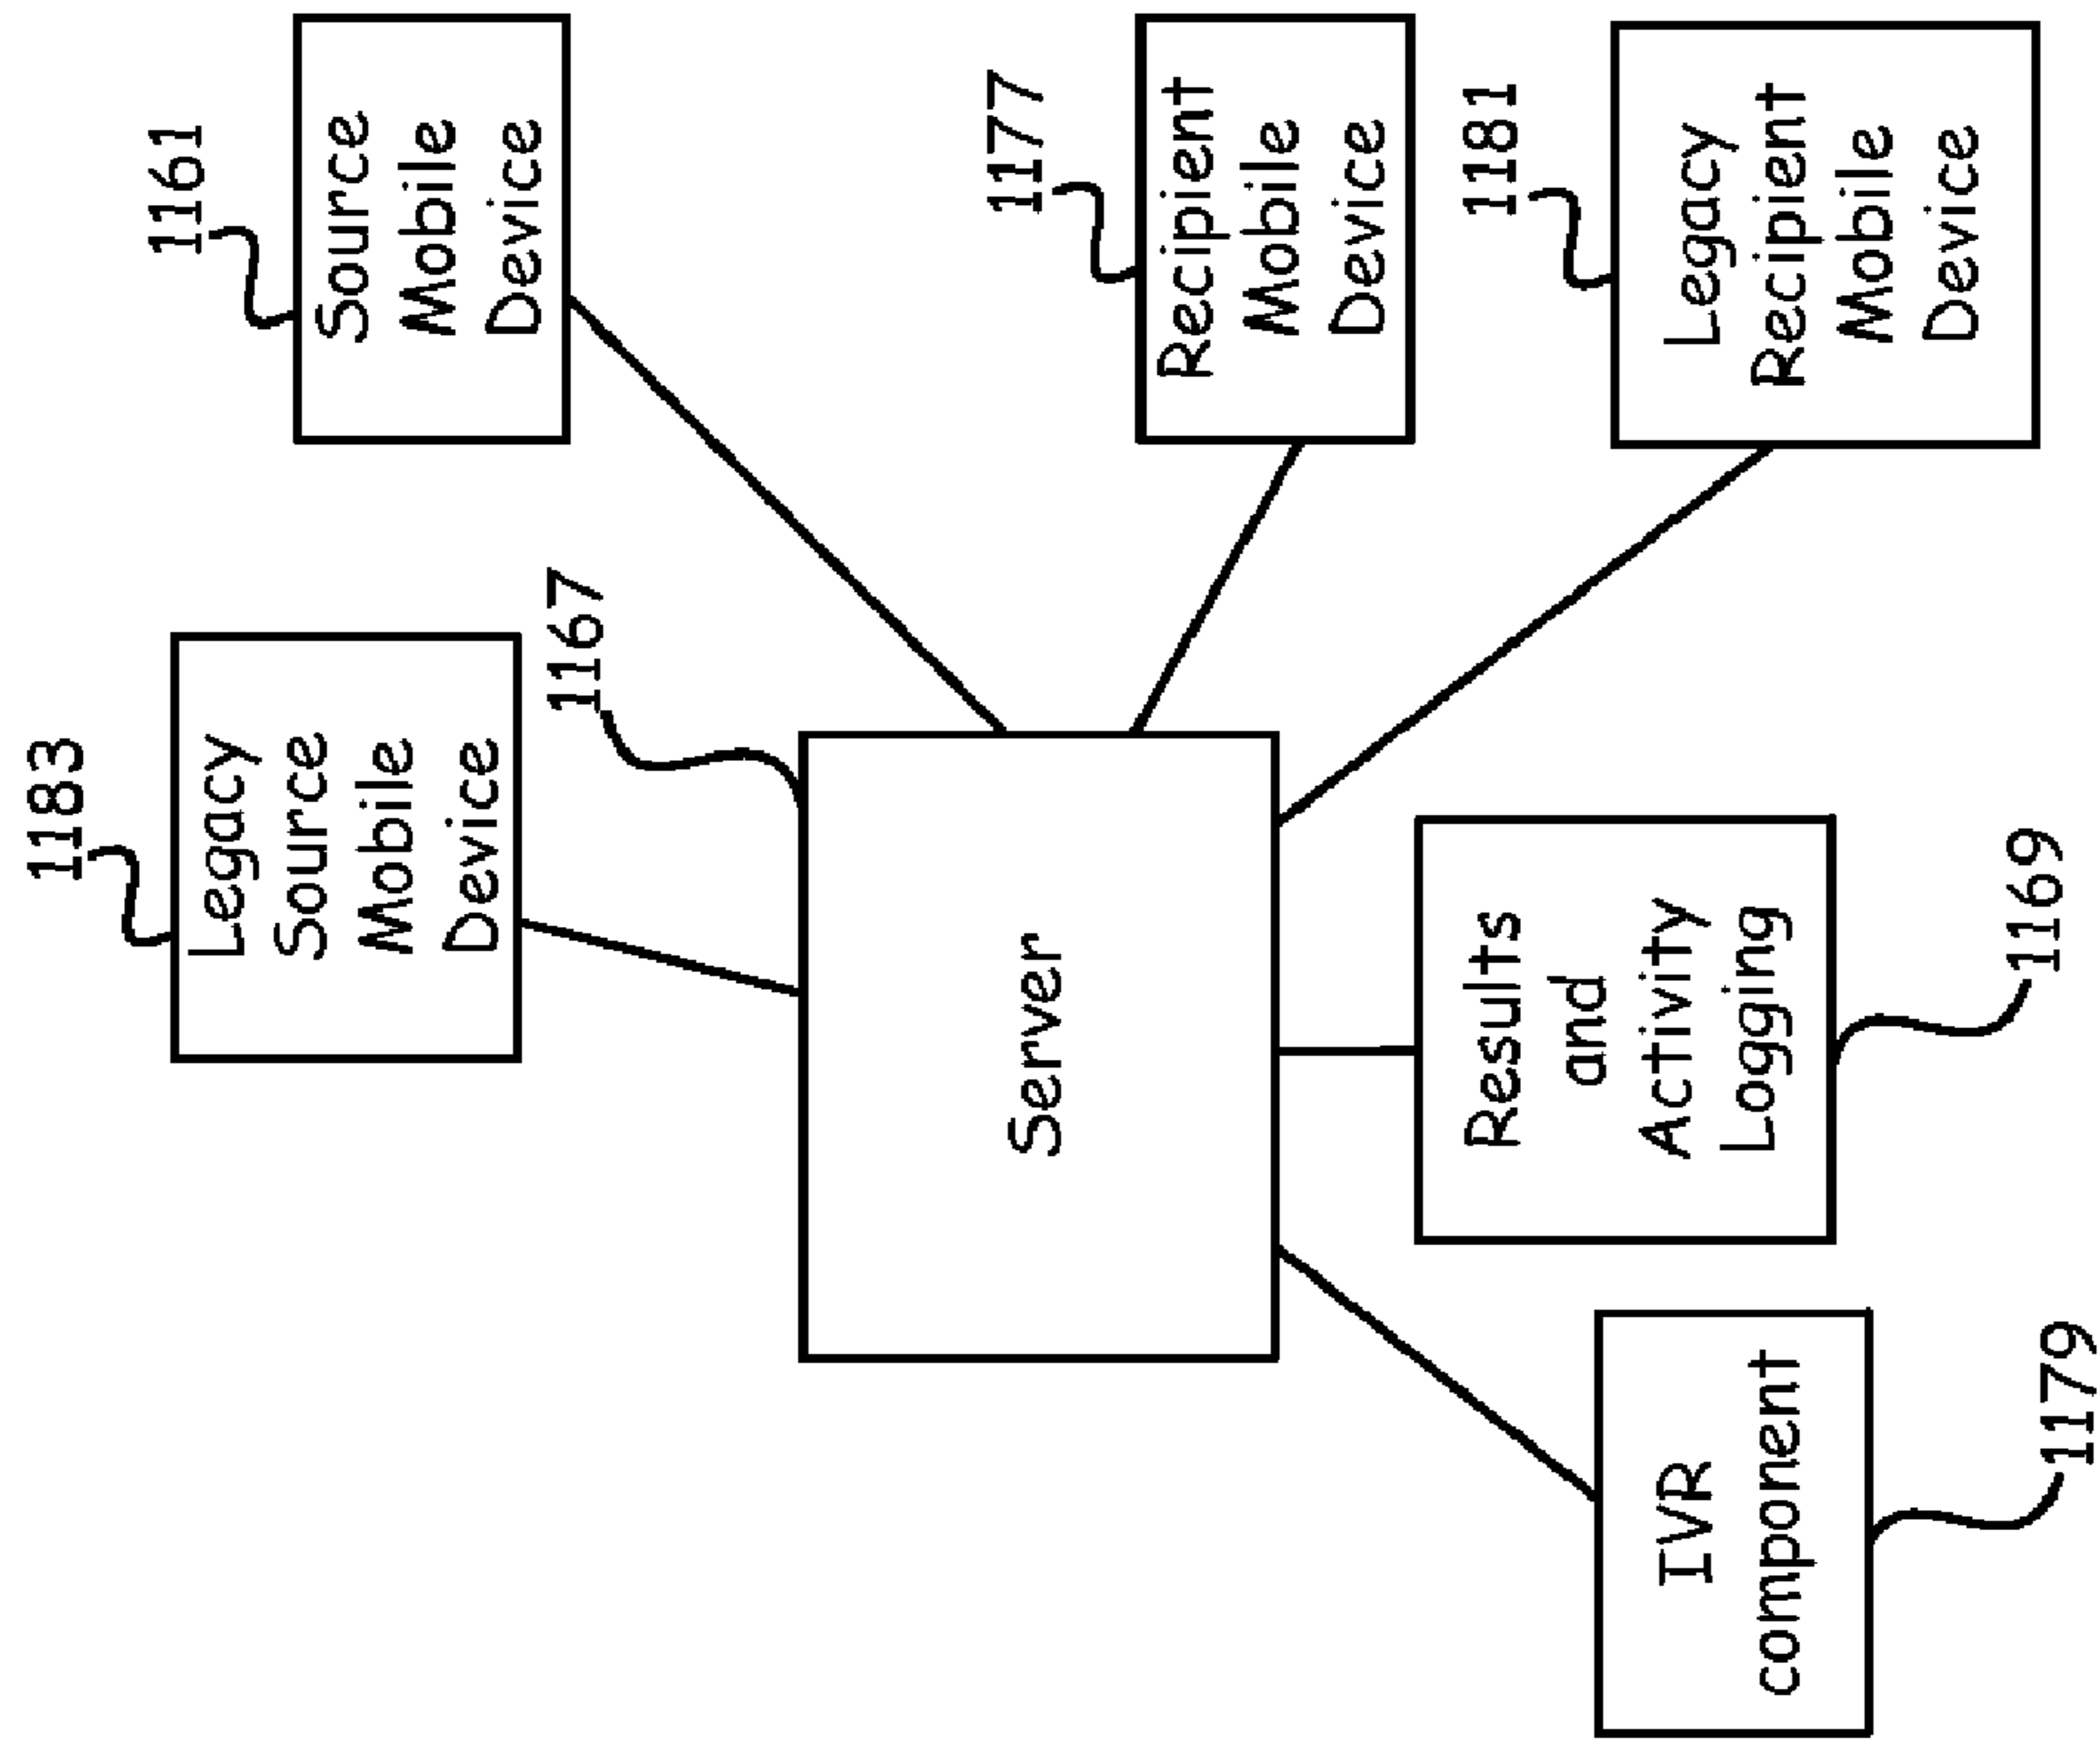 1183
Legacy
Source
Mobile
Device
1161
Source
Mobile
Device
1167
Server
1177
Recipient
Mobile
Device
1181
Legacy
Recipient
Mobile
Device
Results
and
Activity
Logging
1169
IVR
component
1179